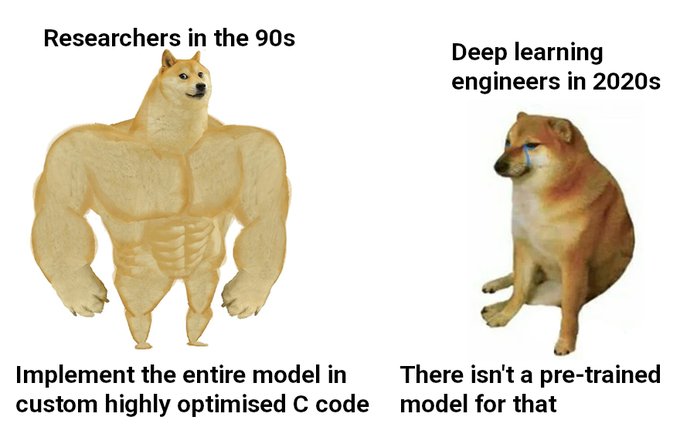 Researchers in the 90s
Deep learning
engineers in 2020s
Implement the entire model in
custom highly optimised C code
There isn't a pre-trained
model for that